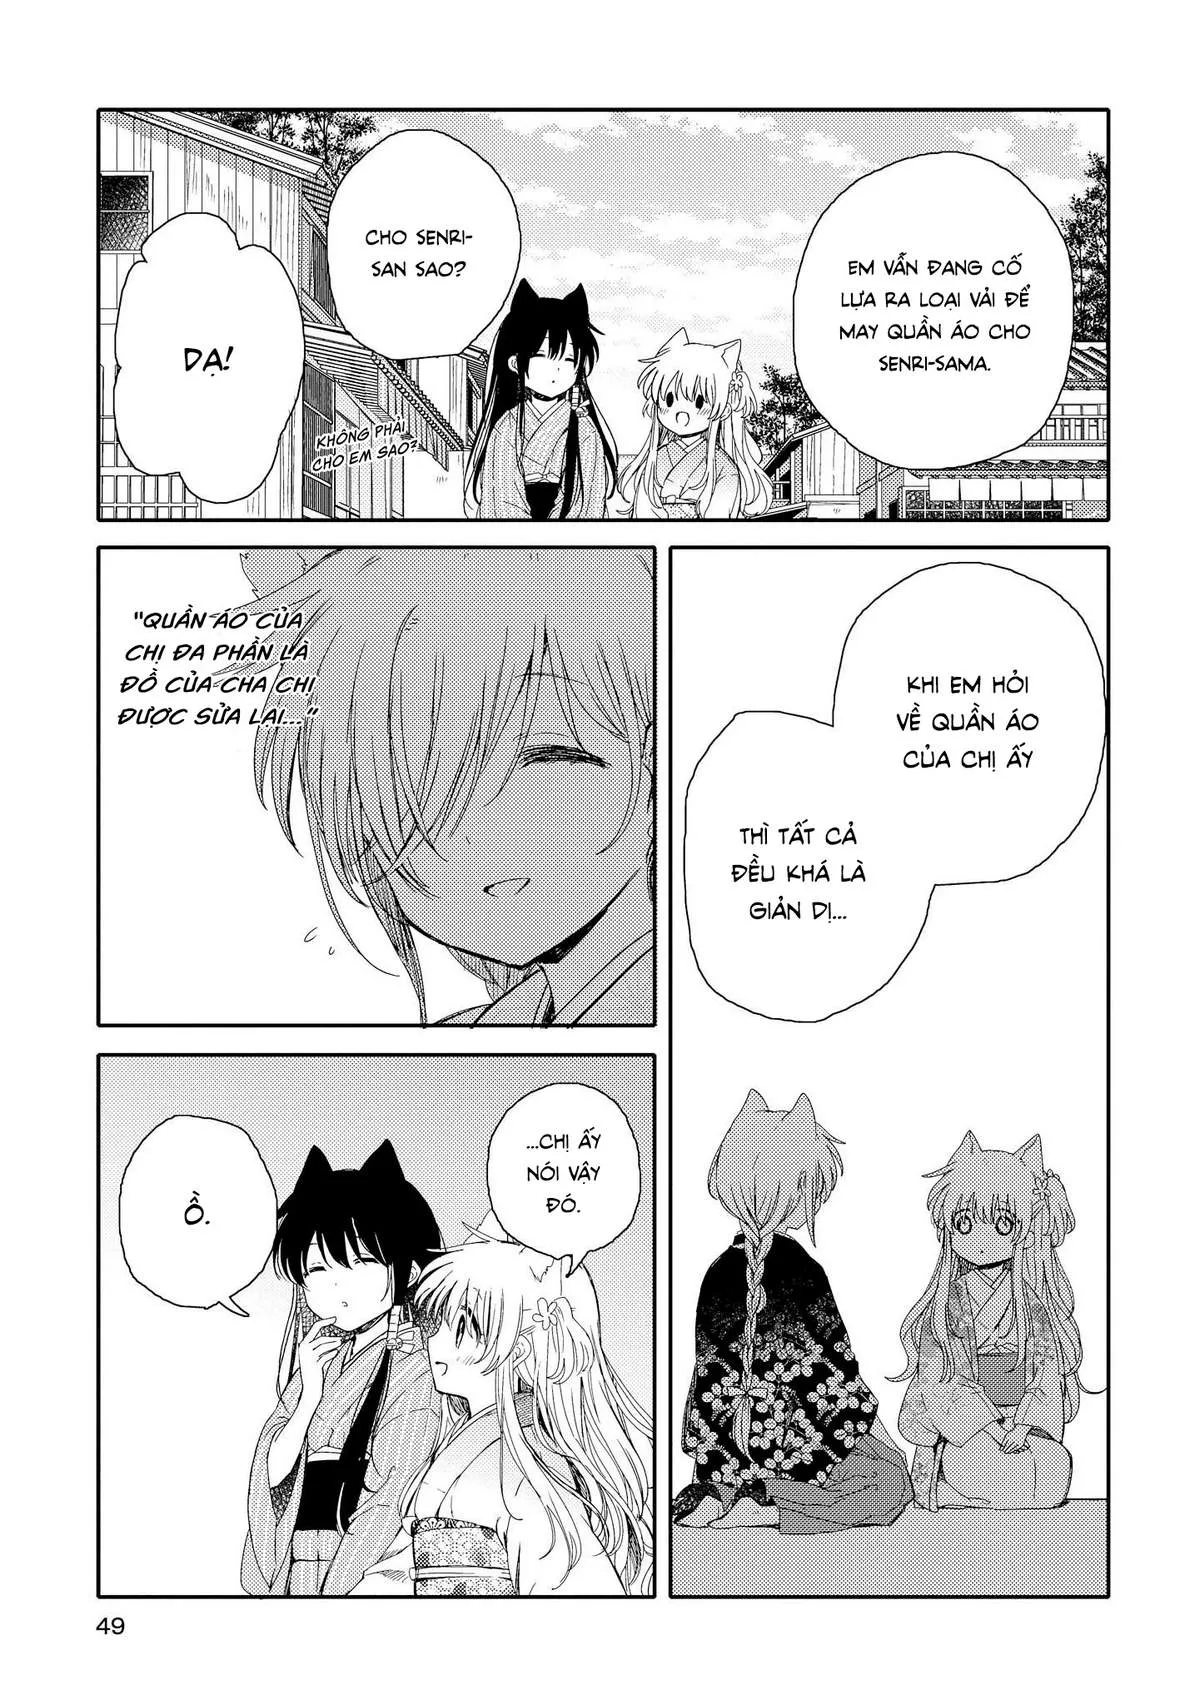 EM VẪN ĐANG CỐ
LỰA RA LOẠI VẢI ĐỂ
MAY QUẦN ÁO CHO
SENRI-SAMA.
CHO SENRI-
SAN SAO?
KHÔNG PHẢI
CHO EM SAO?
DẠ!
KHI EM HỎI
VỀ QUẦN ÁO
CỦA CHỊ ẤY
THÌ TẤT CẢ
ĐỀU KHÁ LÀ
GIẢN DỊ...
"QUẦN ÁO CỦA
CHỊ ĐA PHẦN LÀ
ĐỒ CỦA CHA CHỊ
ĐƯỢC SỬA LẠI..."
...CHỊ ẤY
NÓI VẬY
ĐÓ.
Ồ.
49